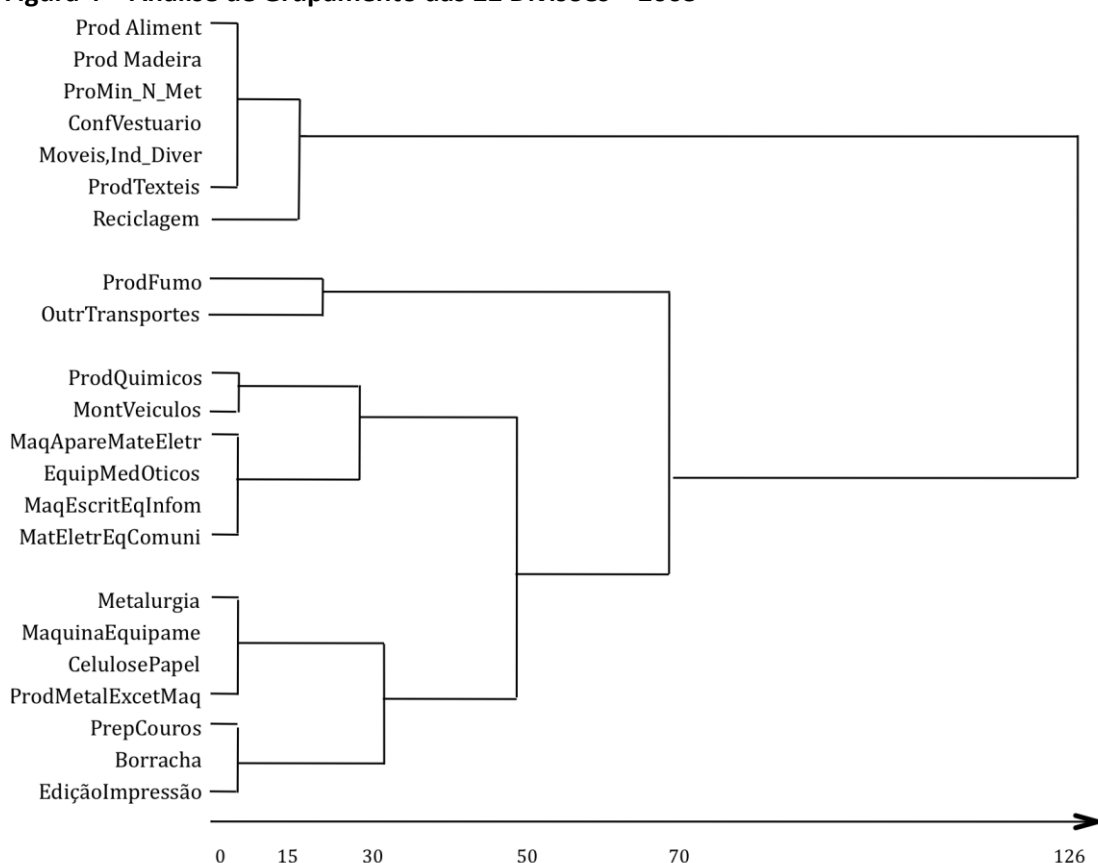 Prod Aliment
Prod Madeira
ProMin_N_Met
ConfVestuario
Moveis,Ind_Diver
ProdTexteis
Reciclagem
ProdFumo
OutrTransportes
ProdQuimicos
MontVeiculos
MaqApareMateEletr
EquipMedOticos
MaqEscritEqInfom
MatEletrEqComuni
Metalurgia
MaquinaEquipame
CelulosePapel
ProdMetalExcetMaq
PrepCouros
Borracha
EdiçãoImpressão
0 15 30 50 70 126